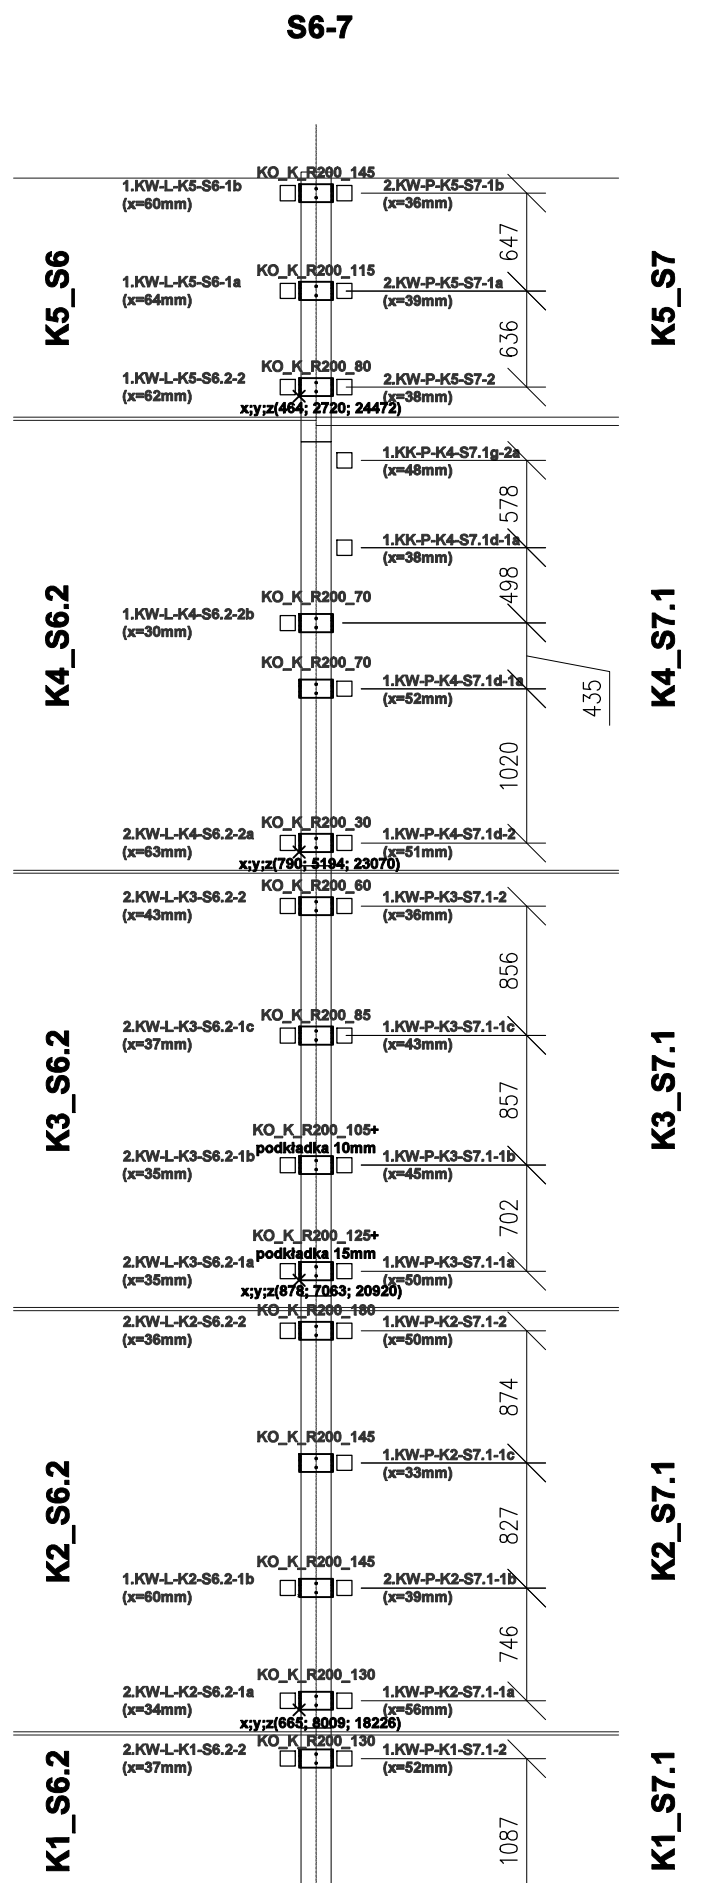 S6-7
KO_K_R200_145
1.KW-L-K5-S6-1b
(x=60mm)
2.KW-P-K5-S7-1b
(x=36mm)
647
K5_S6
K5_S7
KO_K_R200_115
1.KW-L-K5-S6-1a
(x=64mm)
2.KW-P-K5-S7-1a
(x=39mm)
636
KO_K_R200_80
1.KW-L-K5-S6.2-2
(x=62mm)
2.KW-P-K5-S7-2
(x=38mm)
x;y;z(464; 2720; 24472)
1.KK-P-K4-S7.1g-2a
(x=48mm)
578
1.KK-P-K4-S7.1d-1a
(x=38mm)
498
K4_S6.2
K4_S7.1
KO_K_R200_70
1.KW-L-K4-S6.2-2b
(x=30mm)
KO_K_R200_70
1.KW-P-K4-S7.1d-1a
(x=52mm)
435
1020
KO_K_R200_30
2.KW-L-K4-S6.2-2a
(x=63mm)
1.KW-P-K4-S7.1d-2
(x=51mm)
x;y;z(790; 5194; 23070)
KO_K_R200_60
2.KW-L-K3-S6.2-2
(x=43mm)
1.KW-P-K3-S7.1-2
(x=36mm)
856
KO_K_R200_85
2.KW-L-K3-S6.2-1c
(x=37mm)
1.KW-P-K3-S7.1-1c
(x=43mm)
K3_S6.2
K3_S7.1
857
KO_K_R200_105+
podkładka 10mm
2.KW-L-K3-S6.2-1b
(x=35mm)
1.KW-P-K3-S7.1-1b
(x=45mm)
702
KO_K_R200_125+
podkładka 15mm
2.KW-L-K3-S6.2-1a
(x=35mm)
1.KW-P-K3-S7.1-1a
(x=50mm)
x;y;z(878; 7063; 20920)
KO_K_R200_180
2.KW-L-K2-S6.2-2
(x=36mm)
1.KW-P-K2-S7.1-2
(x=50mm)
874
KO_K_R200_145
1.KW-P-K2-S7.1-1c
(x=33mm)
K2_S6.2
K2_S7.1
827
KO_K_R200_145
1.KW-L-K2-S6.2-1b
(x=60mm)
2.KW-P-K2-S7.1-1b
(x=39mm)
746
KO_K_R200_130
2.KW-L-K2-S6.2-1a
(x=34mm)
1.KW-P-K2-S7.1-1a
(x=56mm)
x;y;z(665; 8009; 18226)
KO_K_R200_130
2.KW-L-K1-S6.2-2
(x=37mm)
1.KW-P-K1-S7.1-2
(x=52mm)
K1_S6.2
K1_S7.1
1087